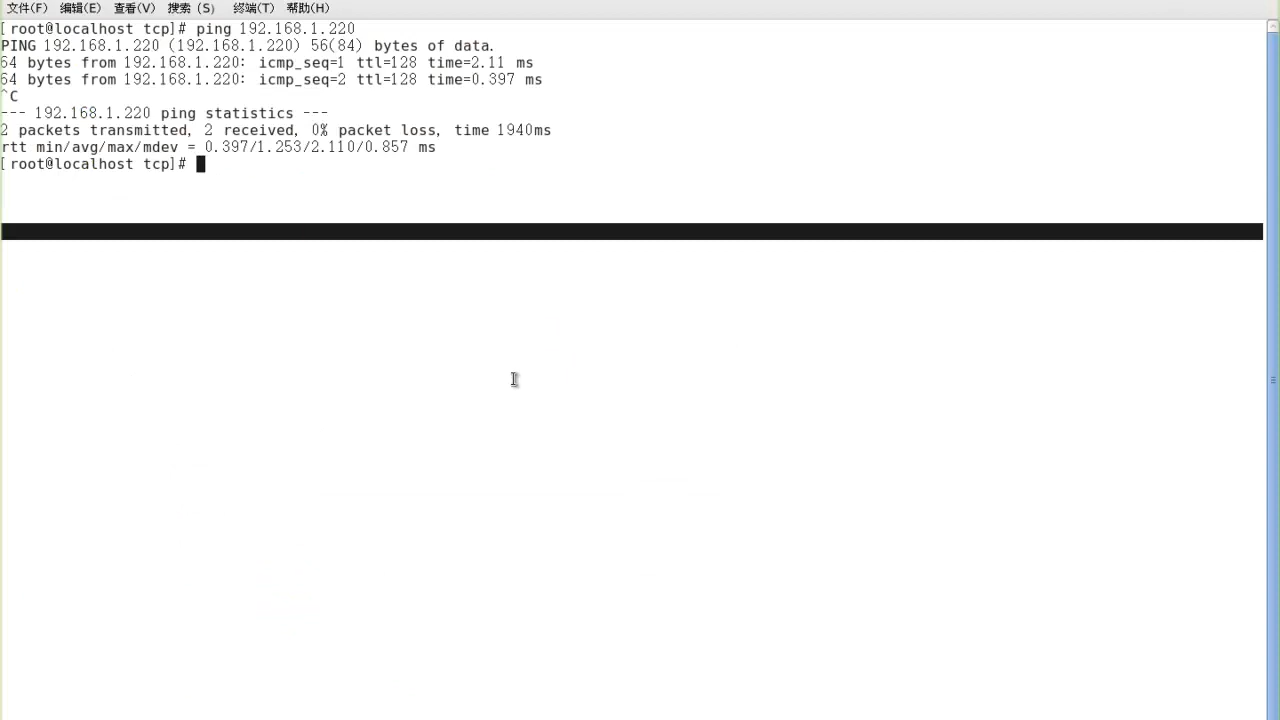 文件(F) 编辑(E) 查看(V) 搜索 (S) 终端(T) 帮助(H)
[root@localhost tcp]# ping 192.168.1.220
PING 192.168.1.220 (192.168.1.220) 56(84) bytes of data.
64 bytes from 192.168.1.220: icmp_seq=1 ttl=128 time=2.11 ms
64 bytes from 192.168.1.220: icmp_seq=2 ttl=128 time=0.397 ms
^C
--- 192.168.1.220 ping statistics ---
2 packets transmitted, 2 received, 0% packet loss, time 1940ms
rtt min/avg/max/mdev = 0.397/1.253/2.110/0.857 ms
[root@localhost tcp]#